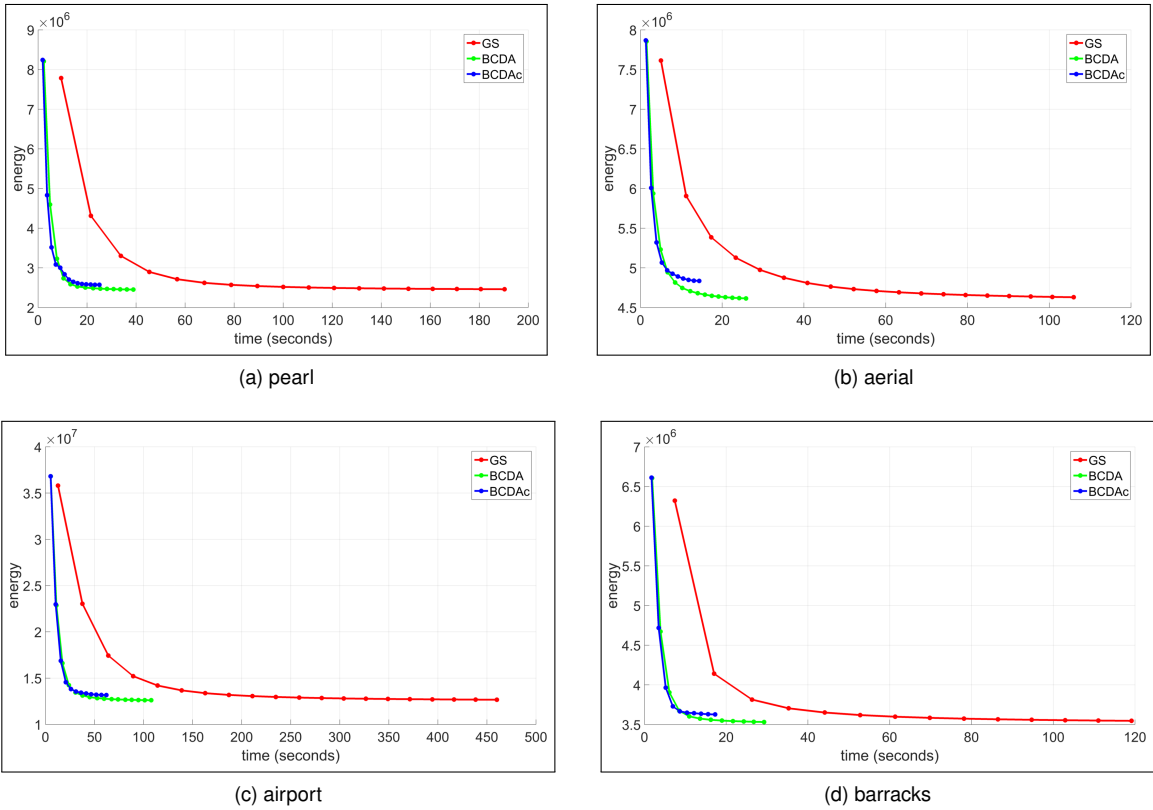 ×10^6
9
8
7
6
5
4
3
2
energy
0 20 40 60 80 100 120 140 160 180 200
time (seconds)
GS
BCDA
BCDAc
(a) pearl
×10^6
8
7.5
7
6.5
6
5.5
5
4.5
energy
0 20 40 60 80 100 120
time (seconds)
GS
BCDA
BCDAc
(b) aerial
×10^7
4
3.5
3
2.5
2
1.5
1
energy
0 50 100 150 200 250 300 350 400 450 500
time (seconds)
GS
BCDA
BCDAc
(c) airport
×10^6
7
6.5
6
5.5
5
4.5
4
3.5
energy
0 20 40 60 80 100 120
time (seconds)
GS
BCDA
BCDAc
(d) barracks